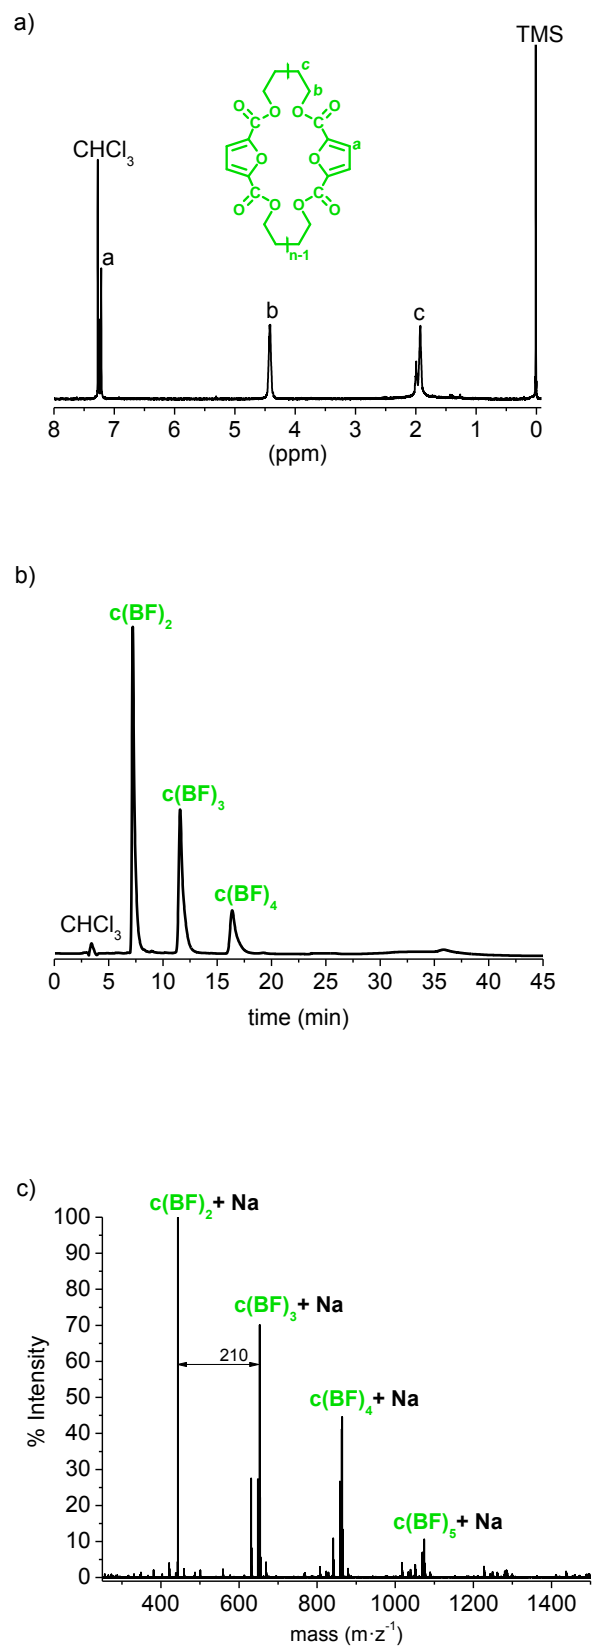 a)
TMS
c
b
O O O O
C C
CHCl3
O O a
a
C C
O O O O
n-1
b
c
8 7 6 5 4 3 2 1 0
(ppm)
b)
c(BF)2
c(BF)3
c(BF)4
CHCl3
0 5 10 15 20 25 30 35 40 45
time (min)
c)
c(BF)2+ Na
100
90
80
c(BF)3+ Na
70
210
60
50
c(BF)4+ Na
40
30
20
c(BF)5+ Na
10
0
% Intensity
400 600 800 1000 1200 1400
mass (m·z-1)